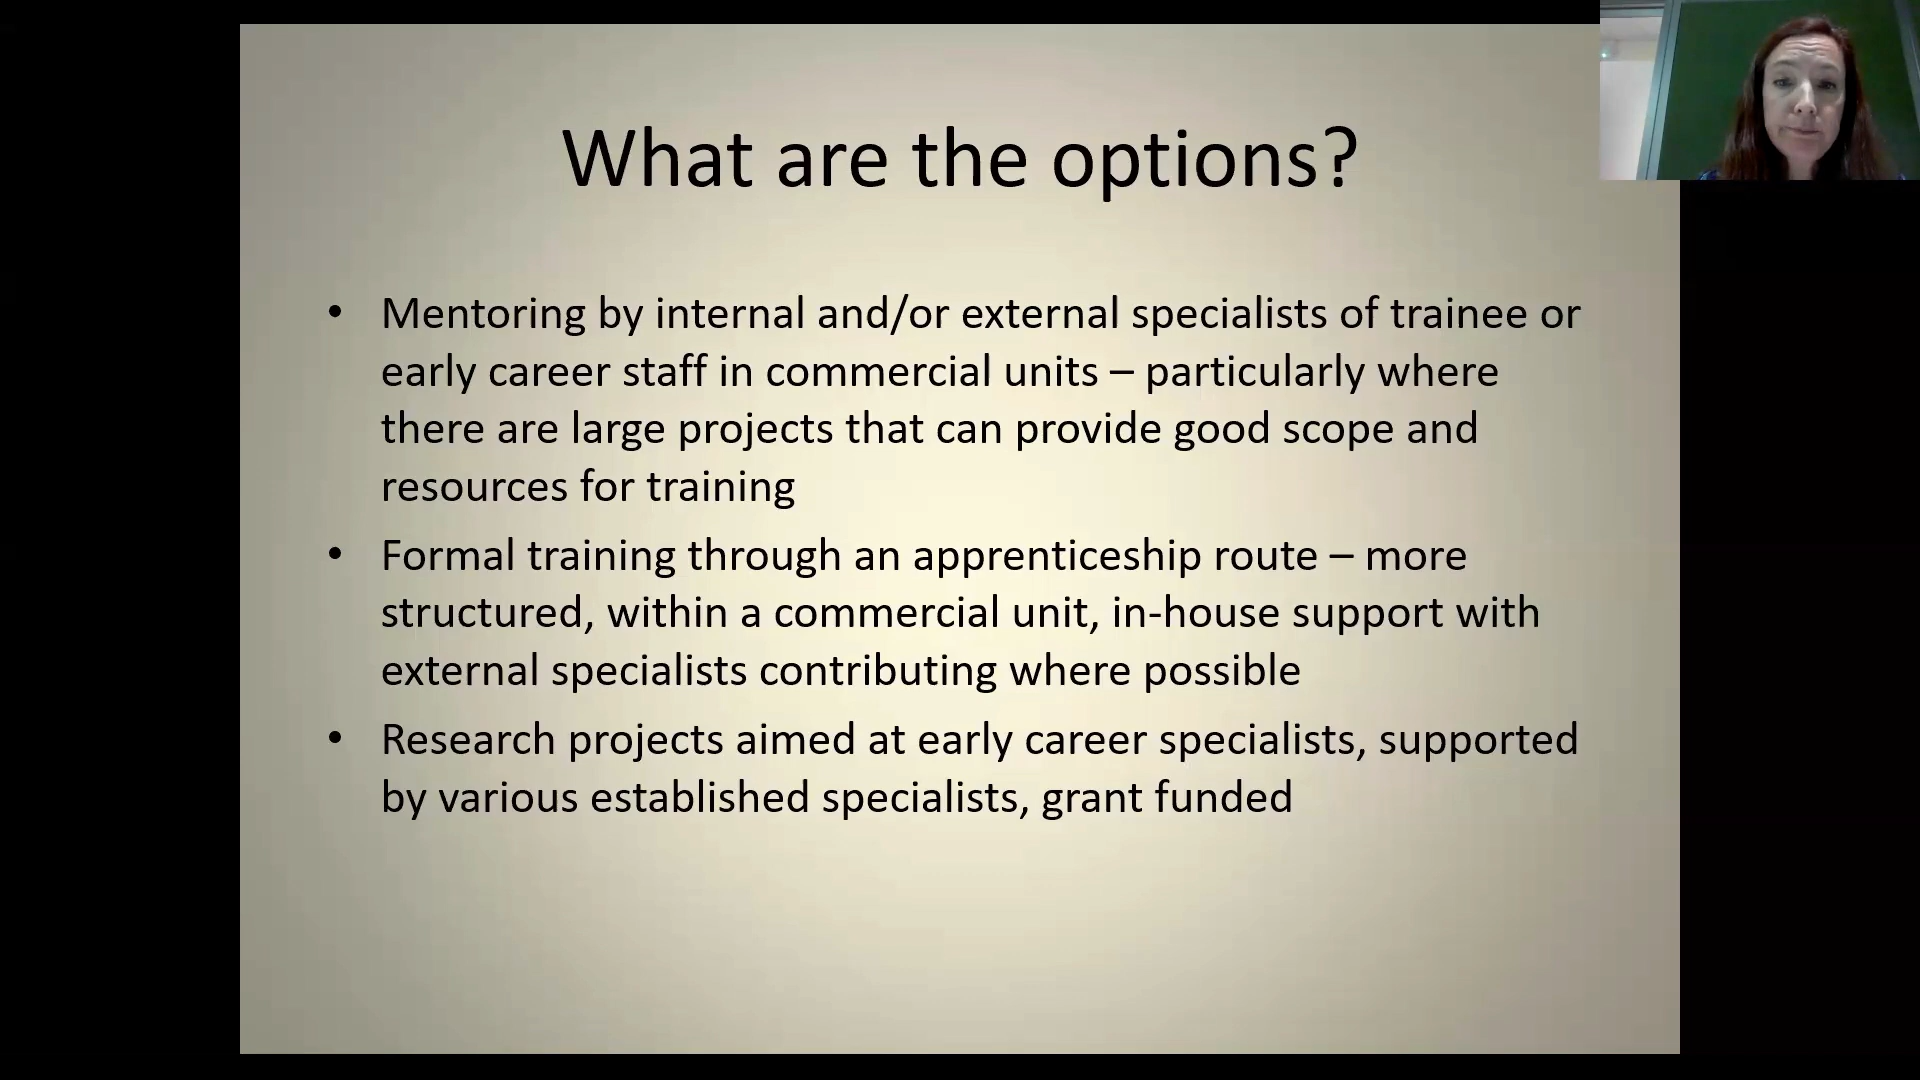 What are the options?
• Mentoring by internal and/or external specialists of trainee or
early career staff in commercial units – particularly where
there are large projects that can provide good scope and
resources for training
• Formal training through an apprenticeship route – more
structured, within a commercial unit, in-house support with
external specialists contributing where possible
• Research projects aimed at early career specialists, supported
by various established specialists, grant funded